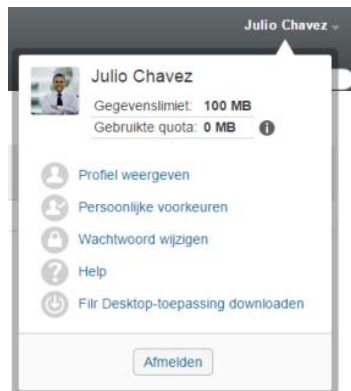 Julio Chavez
Julio Chavez
Gegevenslimiet: 100 MB
Gebruikte quota: 0 MB
Profiel weergeven
Persoonlijke voorkeuren
Wachtwoord wijzigen
Help
Filr Desktop-toepassing downloaden
Afmelden